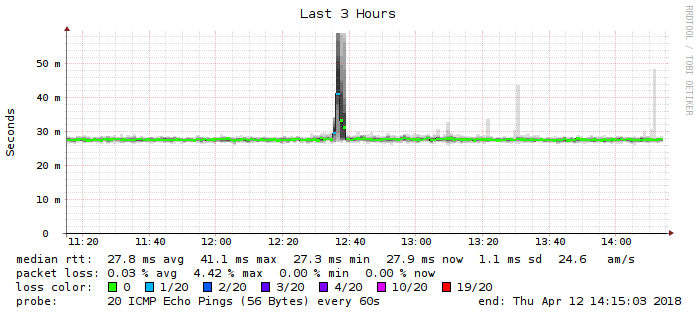 Last 3 Hours
RRDTOOL / TOBI OETIKER
Seconds
50 m
40 m
30 m
20 m
10 m
0
11:20 11:40 12:00 12:20 12:40 13:00 13:20 13:40 14:00
median rtt: 27.8 ms avg 41.1 ms max 27.3 ms min 27.9 ms now 1.1 ms sd 24.6 am/s
packet loss: 0.03 % avg 4.42 % max 0.00 % min 0.00 % now
loss color: 0 1/20 2/20 3/20 4/20 10/20 19/20
probe: 20 ICMP Echo Pings (56 Bytes) every 60s end: Thu Apr 12 14:15:03 2018